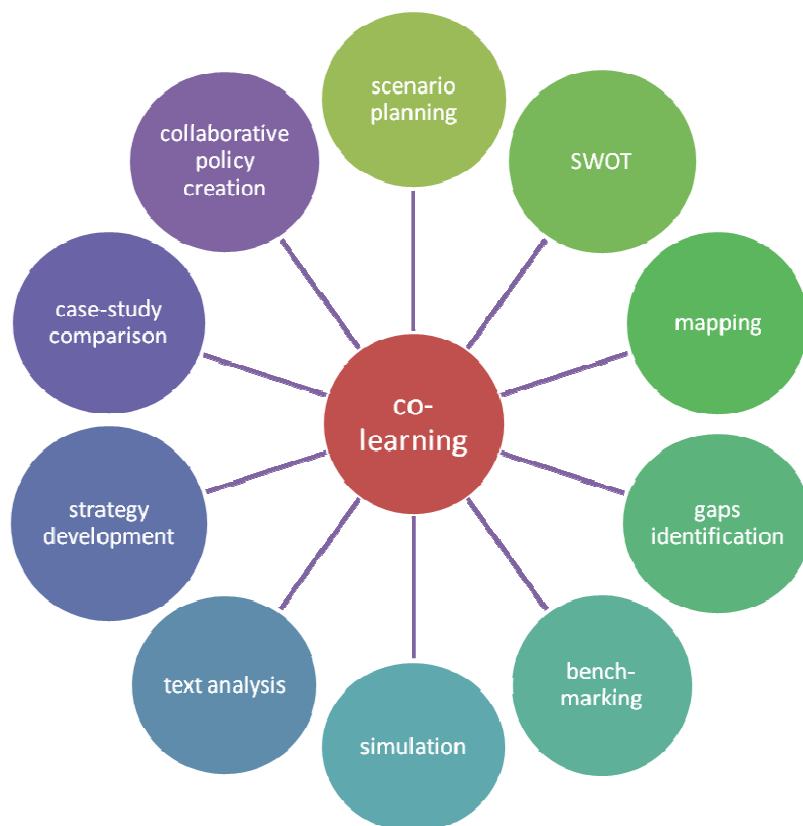 scenario
planning
SWOT
mapping
gaps
identification
bench-
marking
simulation
text analysis
strategy
development
case-study
comparison
collaborative
policy
creation
co-
learning